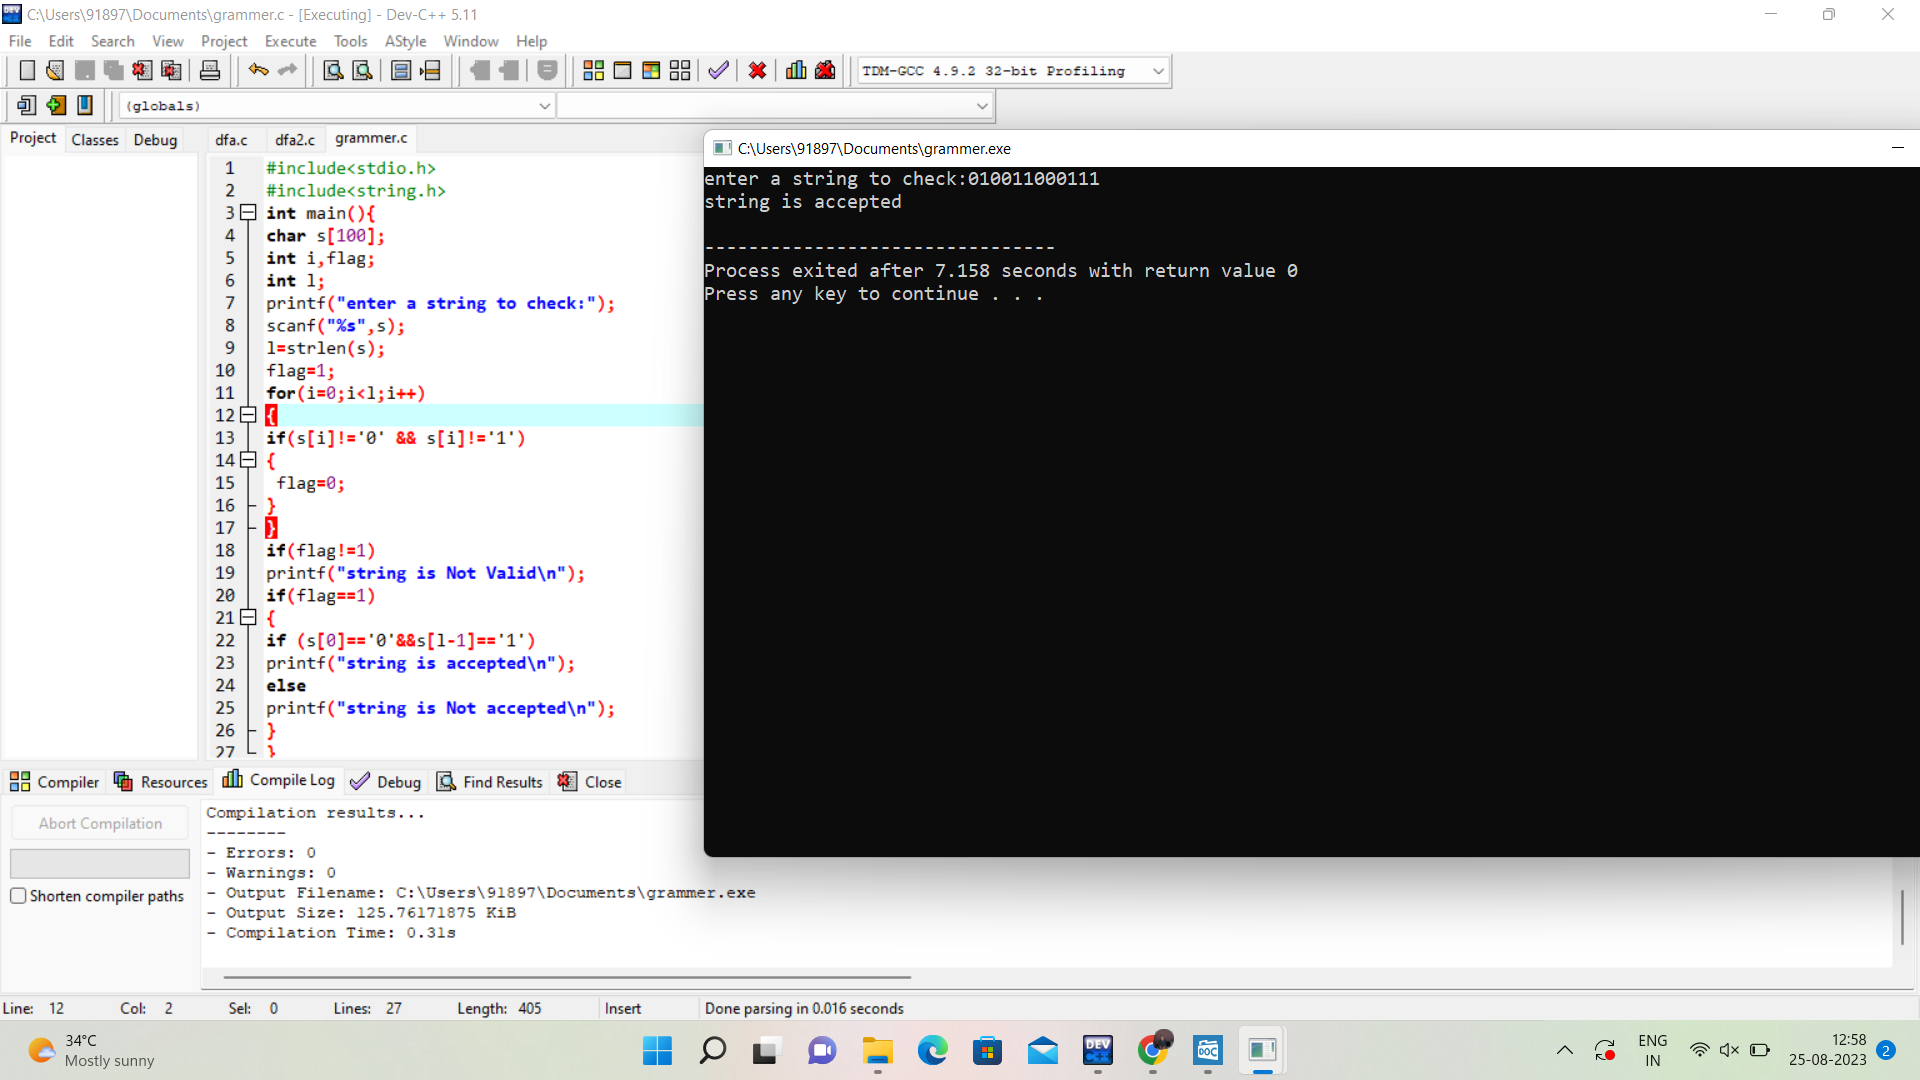 C:\Users\91897\Documents\grammer.c - [Executing] - Dev-C++ 5.11
File Edit Search View Project Execute Tools AStyle Window Help
TDM-GCC 4.9.2 32-bit Profiling
(globals)
Project Classes Debug
dfa.c dfa2.c grammer.c
1 #include<stdio.h>
2 #include<string.h>
3 int main(){
4 char s[100];
5 int i,flag;
6 int l;
7 printf("enter a string to check:");
8 scanf("%s",s);
9 l=strlen(s);
10 flag=1;
11 for(i=0;i<l;i++)
12 {
13 if(s[i]!='0' && s[i]!='1')
14 {
15 flag=0;
16 }
17 }
18 if(flag!=1)
19 printf("string is Not Valid\n");
20 if(flag==1)
21 {
22 if (s[0]=='0'&&s[l-1]=='1')
23 printf("string is accepted\n");
24 else
25 printf("string is Not accepted\n");
26 }
27 }
C:\Users\91897\Documents\grammer.exe
enter a string to check:010011000111
string is accepted
--------------------------------
Process exited after 7.158 seconds with return value 0
Press any key to continue . . .
Compiler Resources Compile Log Debug Find Results Close
Abort Compilation
Shorten compiler paths
Compilation results...
--------
- Errors: 0
- Warnings: 0
- Output Filename: C:\Users\91897\Documents\grammer.exe
- Output Size: 125.76171875 KiB
- Compilation Time: 0.31s
Line: 12 Col: 2 Sel: 0 Lines: 27 Length: 405 Insert Done parsing in 0.016 seconds
34°C
Mostly sunny
DEV
C++
DOC
ENG
IN
12:58
25-08-2023
2